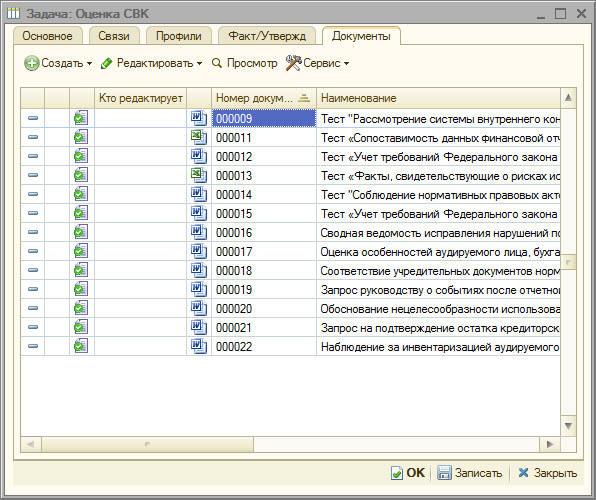 Задача: Оценка СВК
Основное Связи Профили Факт/Утвержд Документы
Создать Редактировать Просмотр Сервис
Кто редактирует Номер докум... Наименование
000009 Тест "Рассмотрение системы внутреннего кон
000011 Тест «Сопоставимость данных финансовой отч
000012 Тест «Учет требований Федерального закона
000013 Тест «Факты, свидетельствующие о рисках ис
000014 Тест "Соблюдение нормативных правовых акто
000015 Тест «Учет требований Федерального закона
000016 Сводная ведомость исправления нарушений по
000017 Оценка особенностей аудируемого лица, бухга
000018 Соответствие учредительных документов норм
000019 Запрос руководству о событиях после отчетно
000020 Обоснование нецелесообразности использова
000021 Запрос на подтверждение остатка кредиторск
000022 Наблюдение за инвентаризацией аудируемого
OK Записать Закрыть